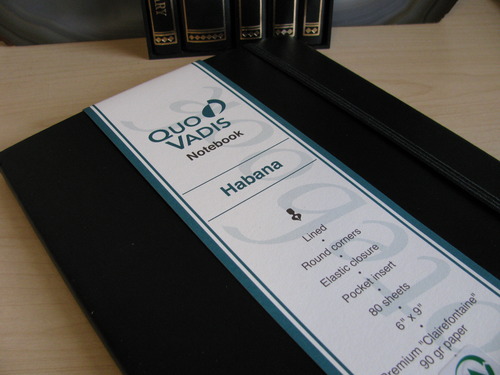 RY
QUO
VADIS
Notebook
Habana
Lined
Round corners
Elastic closure
Pocket insert
80 sheets
6" x 9"
Premium "Clairefontaine"
90 gr paper